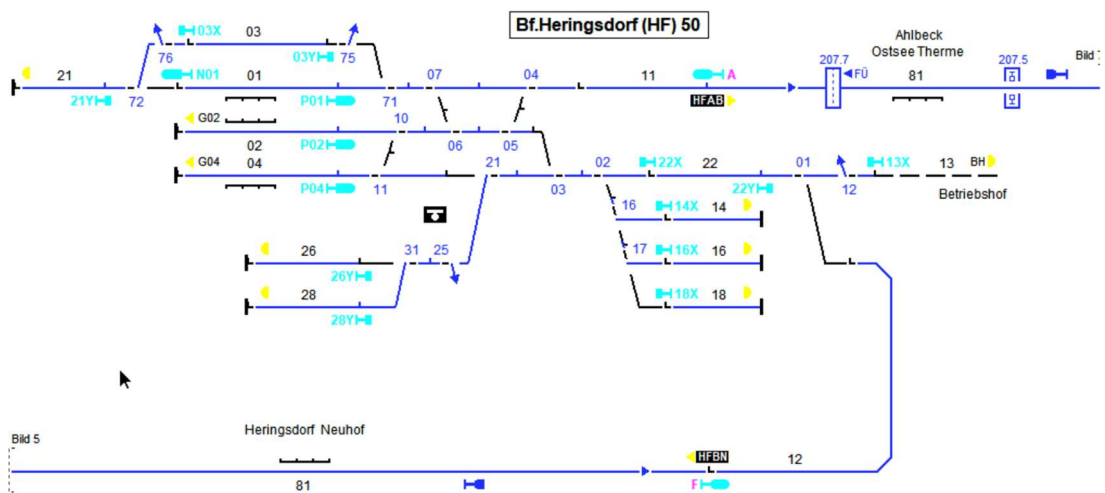 Bf.Heringsdorf (HF) 50
03X 03
03Y 75
76
Ahlbeck
Ostsee Therme
207.7 207.5 Bild
21 N01 01 07 04 11 A FÜ 81
21Y 72 P01 71 HFAB
G02 10
02 P02 06 05
G04 04 21 02 22X 22 01 13X 13 BH
P04 11 03 22Y 12 Betriebshof
16 14X 14
26 31 25 17 16X 16
26Y
28 18X 18
28Y
Bild 5 Heringsdorf Neuhof HFBN 12
81 F